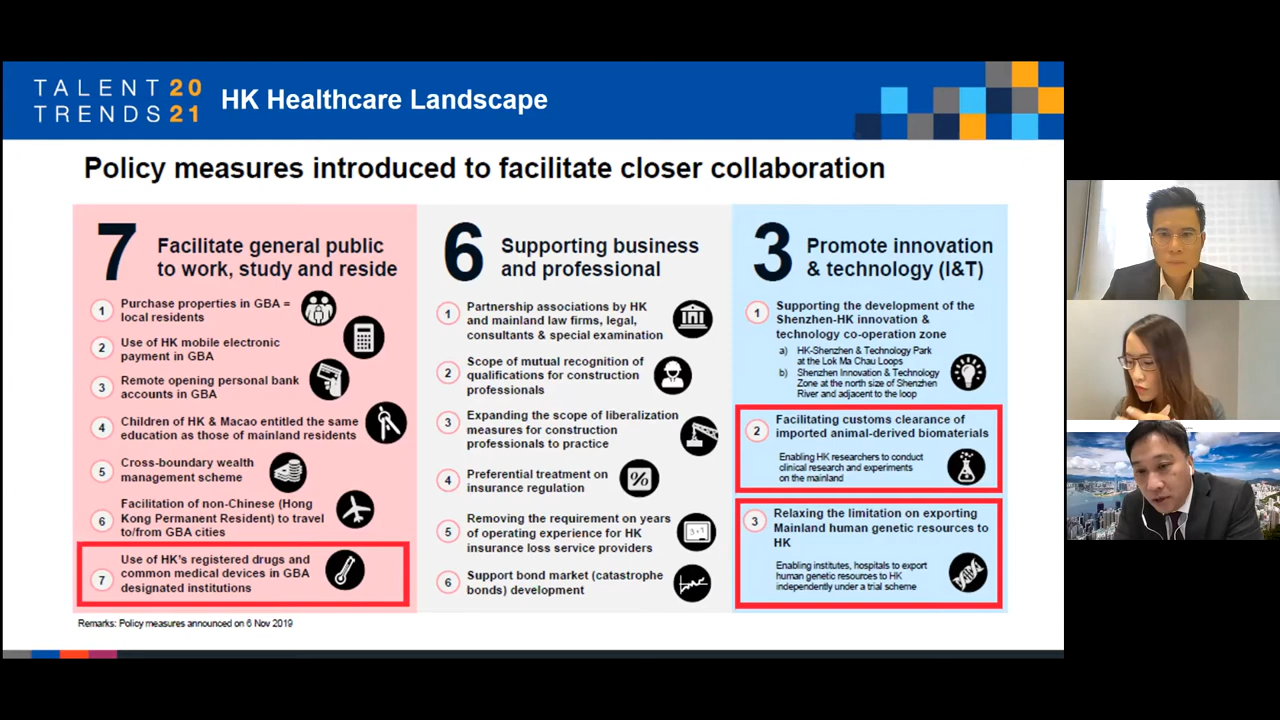 TALENT 20
TRENDS 21
HK Healthcare Landscape
Policy measures introduced to facilitate closer collaboration
7
Facilitate general public
to work, study and reside
1
Purchase properties in GBA =
local residents
2
Use of HK mobile electronic
payment in GBA
3
Remote opening personal bank
accounts in GBA
4
Children of HK & Macao entitled the same
education as those of mainland residents
5
Cross-boundary wealth
management scheme
6
Facilitation of non-Chinese (Hong
Kong Permanent Resident) to travel
to/from GBA cities
7
Use of HK's registered drugs and
common medical devices in GBA
designated institutions
6
Supporting business
and professional
1
Partnership associations by HK
and mainland law firms, legal,
consultants & special examination
2
Scope of mutual recognition of
qualifications for construction
professionals
3
Expanding the scope of liberalization
measures for construction
professionals to practice
4
Preferential treatment on
insurance regulation
%
5
Removing the requirement on years
of operating experience for HK
insurance loss service providers
6
Support bond market (catastrophe
bonds) development
3
Promote innovation
& technology (I&T)
1
Supporting the development of the
Shenzhen-HK innovation &
technology co-operation zone
a) HK-Shenzhen & Technology Park
at the Lok Ma Chau Loops
b) Shenzhen Innovation & Technology
Zone at the north size of Shenzhen
River and adjacent to the loop
2
Facilitating customs clearance of
imported animal-derived biomaterials
Enabling HK researchers to conduct
clinical research and experiments
on the mainland
3
Relaxing the limitation on exporting
Mainland human genetic resources to
HK
Enabling institutes, hospitals to export
human genetic resources to HK
independently under a trial scheme
Remarks: Policy measures announced on 6 Nov 2019